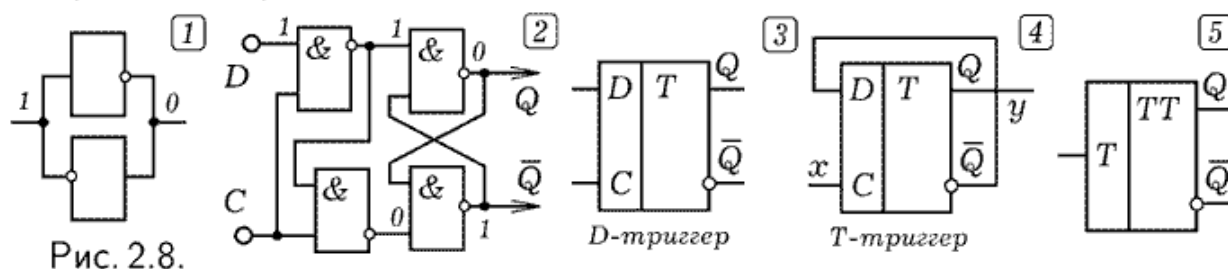 1
1 0
Рис. 2.8.
2
D 1 & 1 & 0 Q
C & 0 & 1 Q̅
3
D T Q
C Q̅
D-триггер
4
D T Q y
x C Q̅
T-триггер
5
T TT Q
Q̅